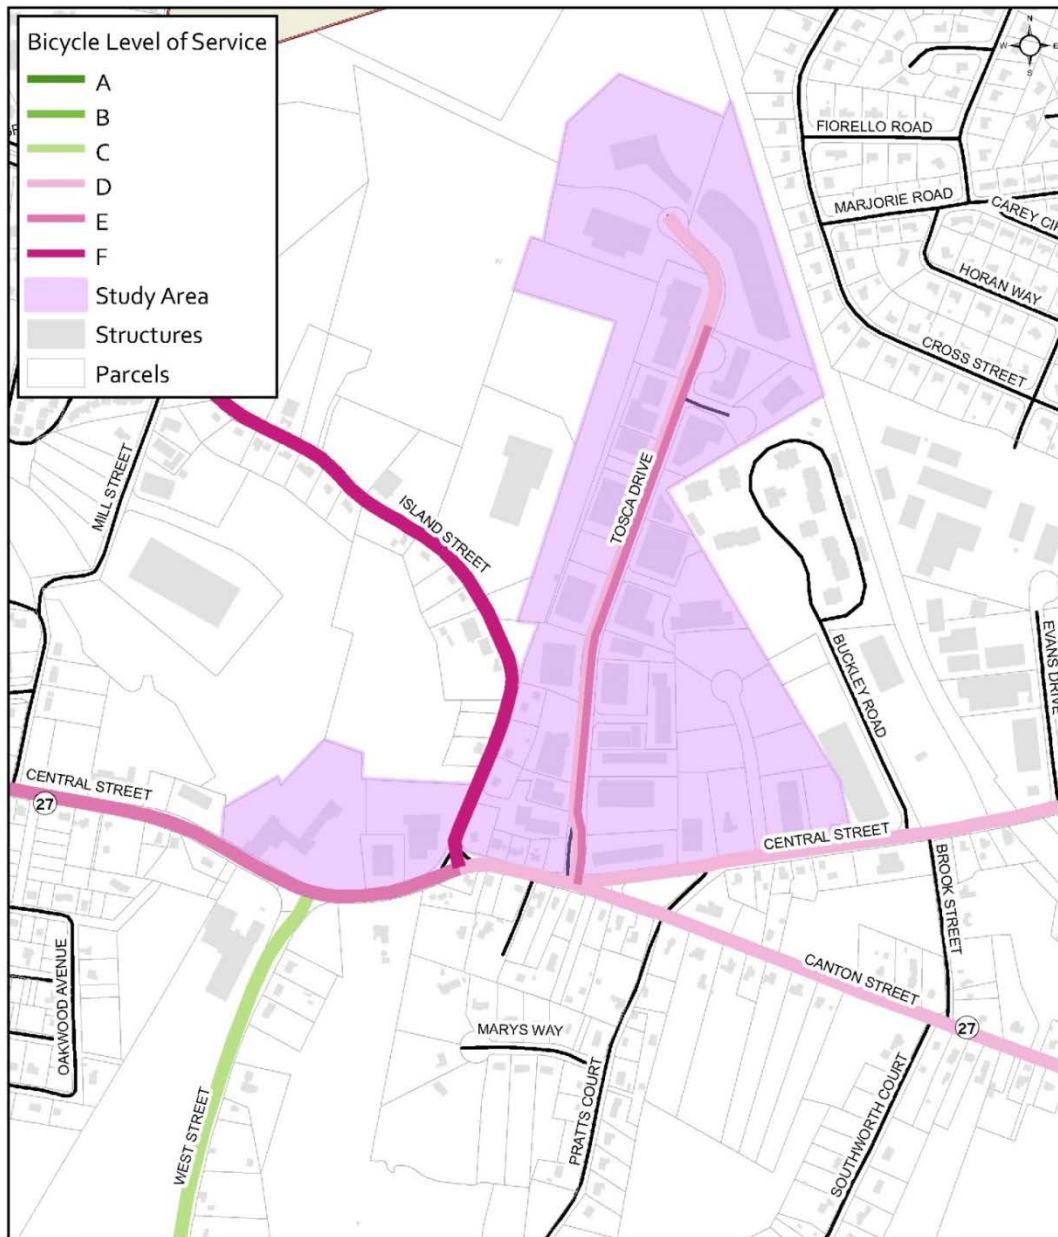 Bicycle Level of Service
A
B
C
D
E
F
Study Area
Structures
Parcels
N
W
E
S
FIORELLO ROAD
MARJORIE ROAD
HORAN WAY
CROSS STREET
MILL STREET
ISLAND STREET
TOSCA DRIVE
BUCKLEY ROAD
EVANS DRIVE
CENTRAL STREET
27
CENTRAL STREET
BROOK STREET
CANTON STREET
27
OAKWOOD AVENUE
MARYS WAY
PRATTS COURT
WEST STREET
SOUTHWORTH COURT